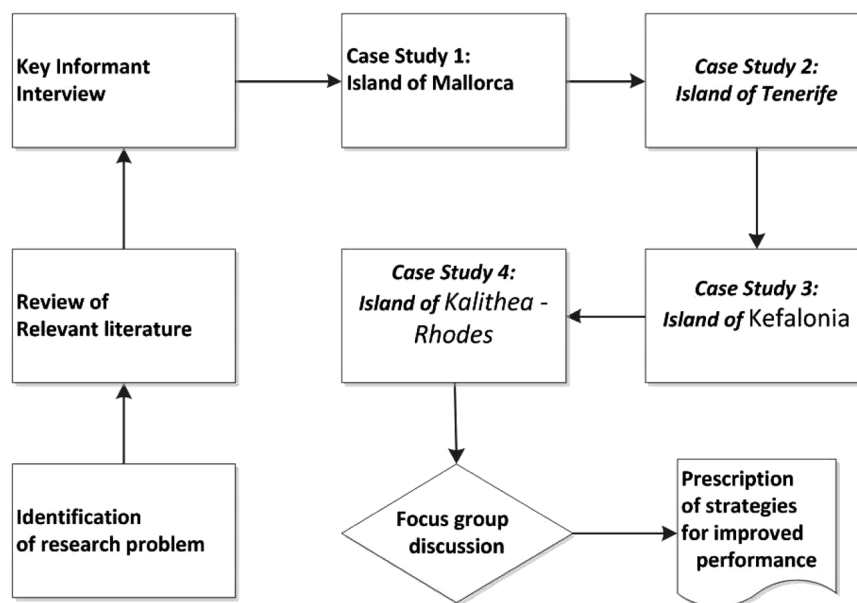 Key Informant
Interview
Case Study 1:
Island of Mallorca
Case Study 2:
Island of Tenerife
Review of
Relevant literature
Case Study 4:
Island of Kalithea -
Rhodes
Case Study 3:
Island of Kefalonia
Identification
of research problem
Focus group
discussion
Prescription
of strategies
for improved
performance